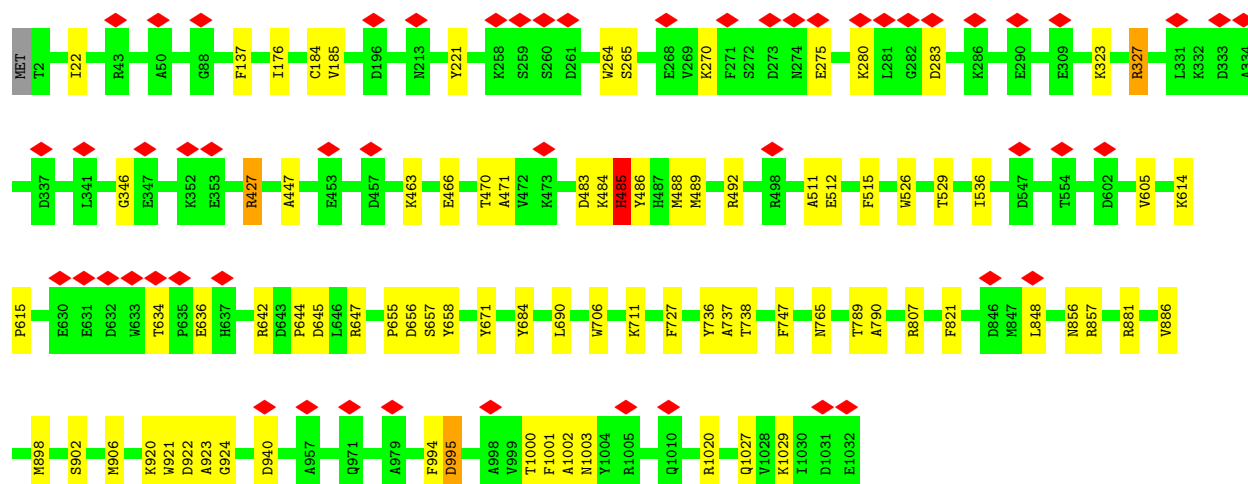 MET T2 I22 R43 A50 G88 F137 I176 C184 V185 D196 N213 Y221 K258 S259 S260 D261 W264 S265 E268 V269 K270 F271 S272 D273 N274 E275 K280 L281 G282 D283 K286 E290 E309 K323 R327 L331 K332 D333 A334
D337 L341 G346 E347 K352 E353 R427 A447 E453 D457 K463 E466 T470 A471 V472 K473 D483 K484 H485 Y486 H487 M488 M489 R492 R498 A511 E512 F515 W526 T529 I536 D547 T554 D602 V605 K614
P615 E630 E631 D632 W633 T634 P635 E636 H637 R642 D643 P644 D645 L646 R647 P655 D656 S657 Y658 Y671 Y684 L690 W706 K711 F727 Y736 A737 T738 F747 N765 T789 A790 R807 F821 D846 M847 L848 N856 R857 R881 V886
M898 S902 M906 K920 W921 D922 A923 G924 D940 A957 Q971 A979 F994 D995 A998 V999 T1000 F1001 A1002 N1003 Y1004 R1005 Q1010 R1020 Q1027 V1028 K1029 I1030 D1031 E1032